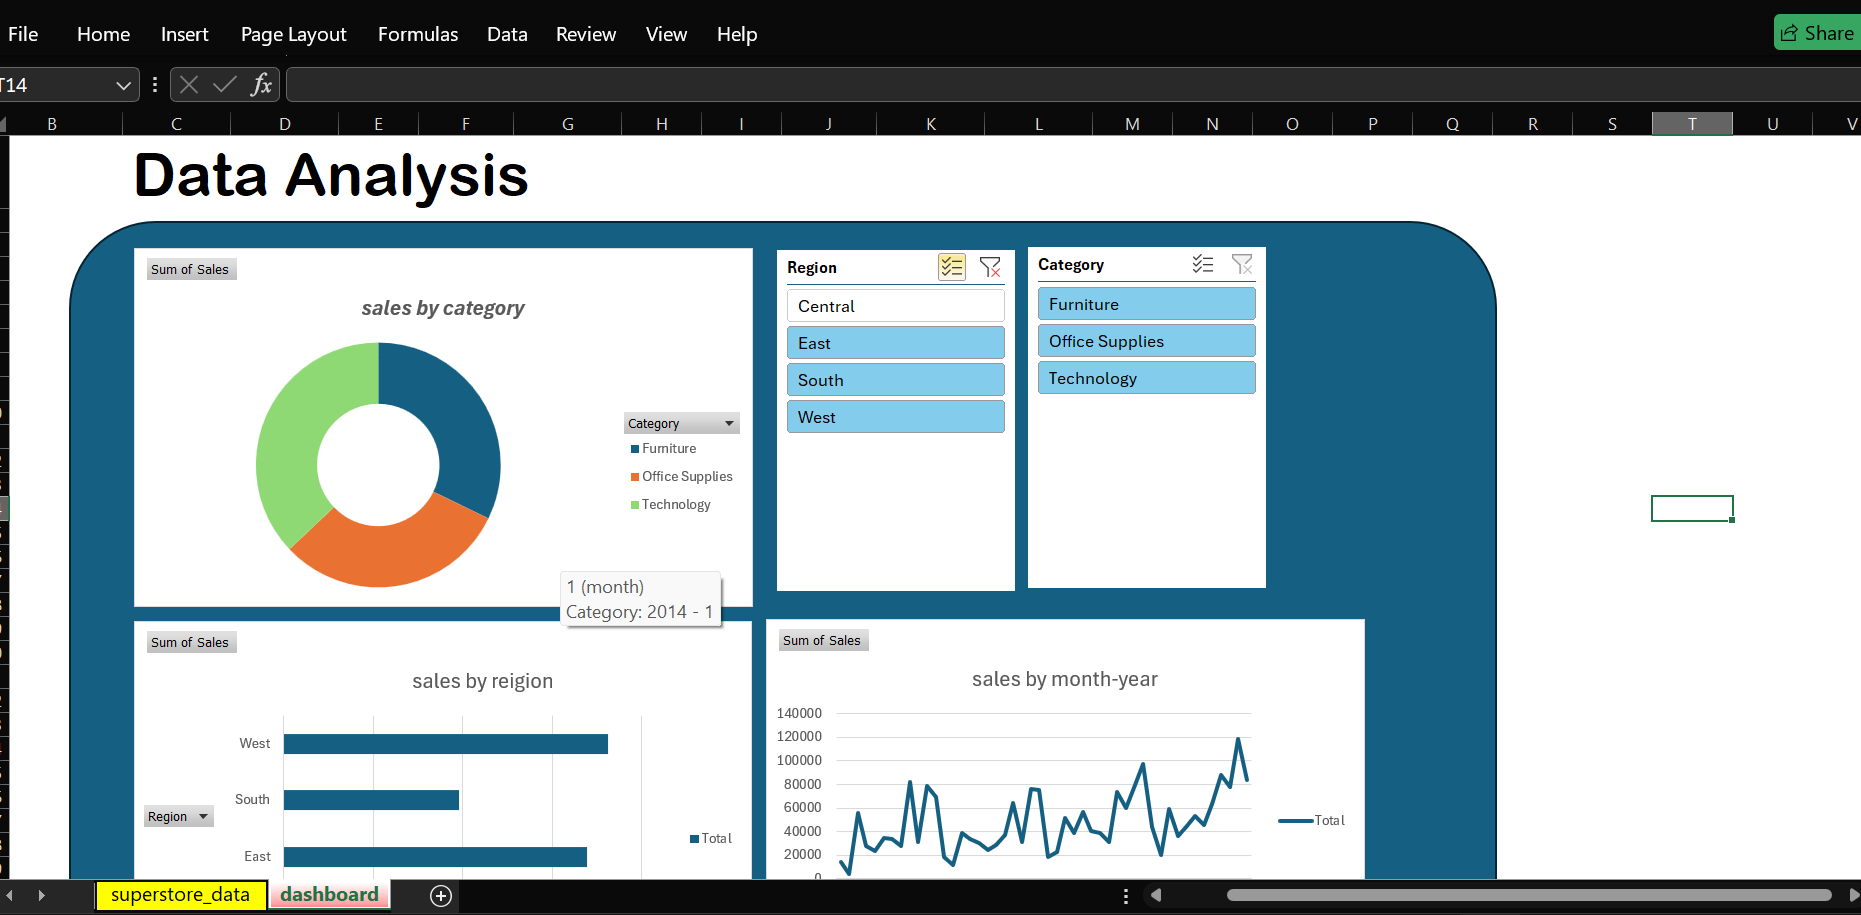 File Home Insert Page Layout Formulas Data Review View Help Share
T14 fx
B C D E F G H I J K L M N O P Q R S T U V
Data Analysis
Sum of Sales
sales by category
Category
Furniture
Office Supplies
Technology
Region
Central
East
South
West
Category
Furniture
Office Supplies
Technology
1 (month)
Category: 2014 - 1
Sum of Sales
sales by reigion
West
South
East
Region
Total
Sum of Sales
sales by month-year
140000
120000
100000
80000
60000
40000
20000
0
Total
superstore_data dashboard